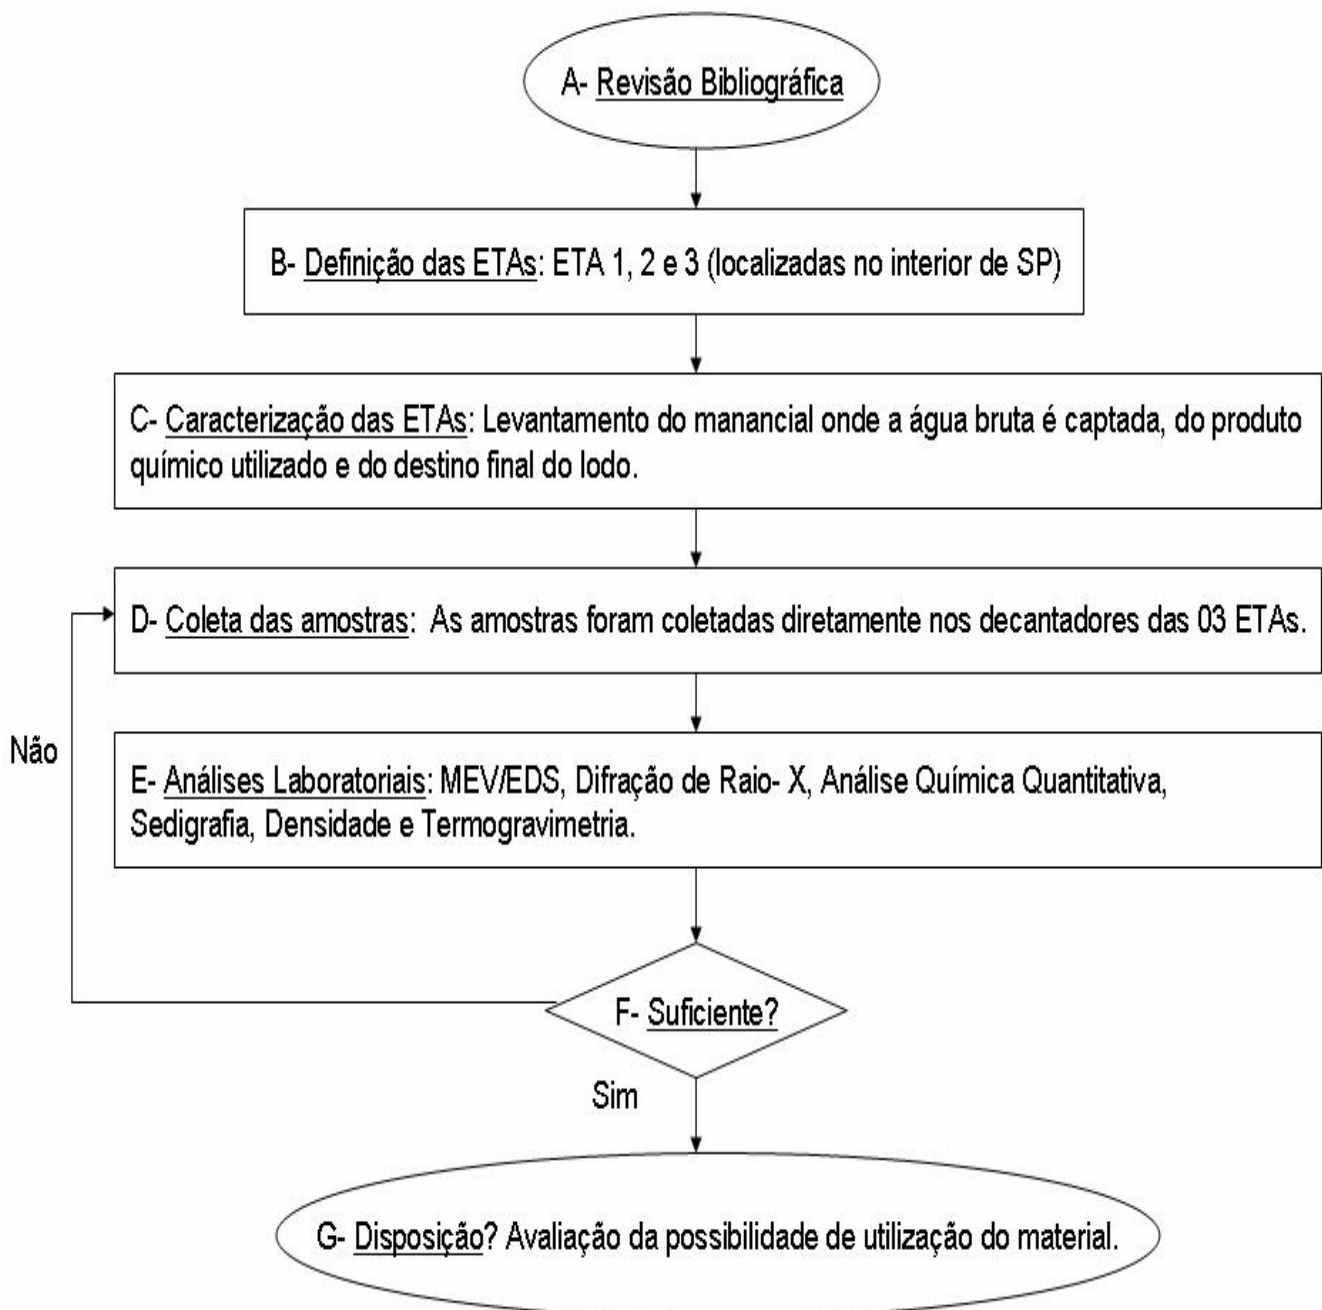 A- Revisão Bibliográfica
B- Definição das ETAs: ETA 1, 2 e 3 (localizadas no interior de SP)
C- Caracterização das ETAs: Levantamento do manancial onde a água bruta é captada, do produto
químico utilizado e do destino final do lodo.
D- Coleta das amostras: As amostras foram coletadas diretamente nos decantadores das 03 ETAs.
Não
E- Análises Laboratoriais: MEV/EDS, Difração de Raio- X, Análise Química Quantitativa,
Sedigrafia, Densidade e Termogravimetria.
F- Suficiente?
Sim
G- Disposição? Avaliação da possibilidade de utilização do material.